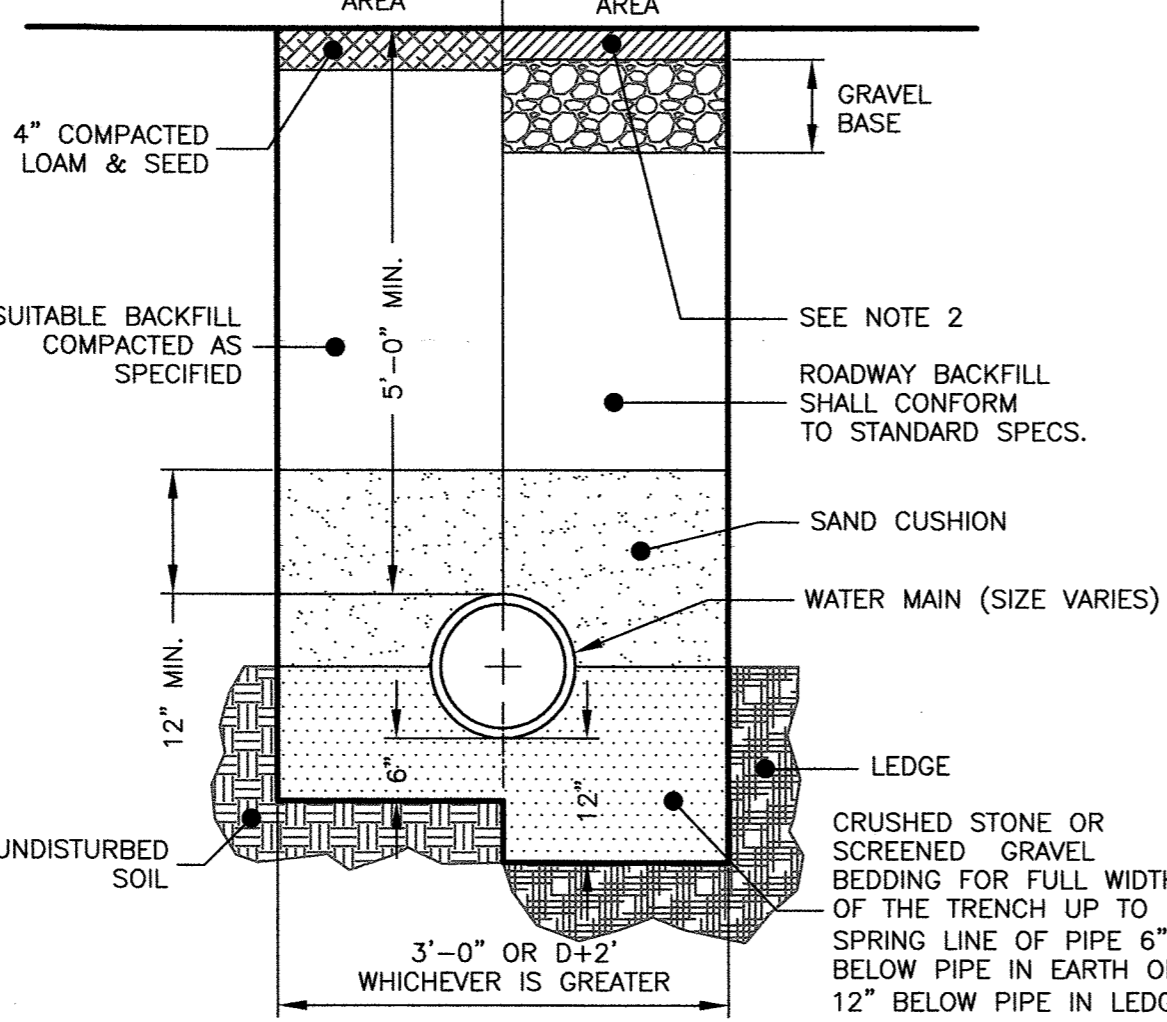 AREA
AREA
GRAVEL
BASE
4" COMPACTED
LOAM & SEED
5'-0" MIN.
SUITABLE BACKFILL
COMPACTED AS
SPECIFIED
SEE NOTE 2
ROADWAY BACKFILL
SHALL CONFORM
TO STANDARD SPECS.
SAND CUSHION
WATER MAIN (SIZE VARIES)
12" MIN.
6"
12"
LEDGE
UNDISTURBED
SOIL
CRUSHED STONE OR
SCREENED GRAVEL
BEDDING FOR FULL WIDTH
OF THE TRENCH UP TO
SPRING LINE OF PIPE 6"
BELOW PIPE IN EARTH OR
12" BELOW PIPE IN LEDGE
3'-0" OR D+2'
WHICHEVER IS GREATER